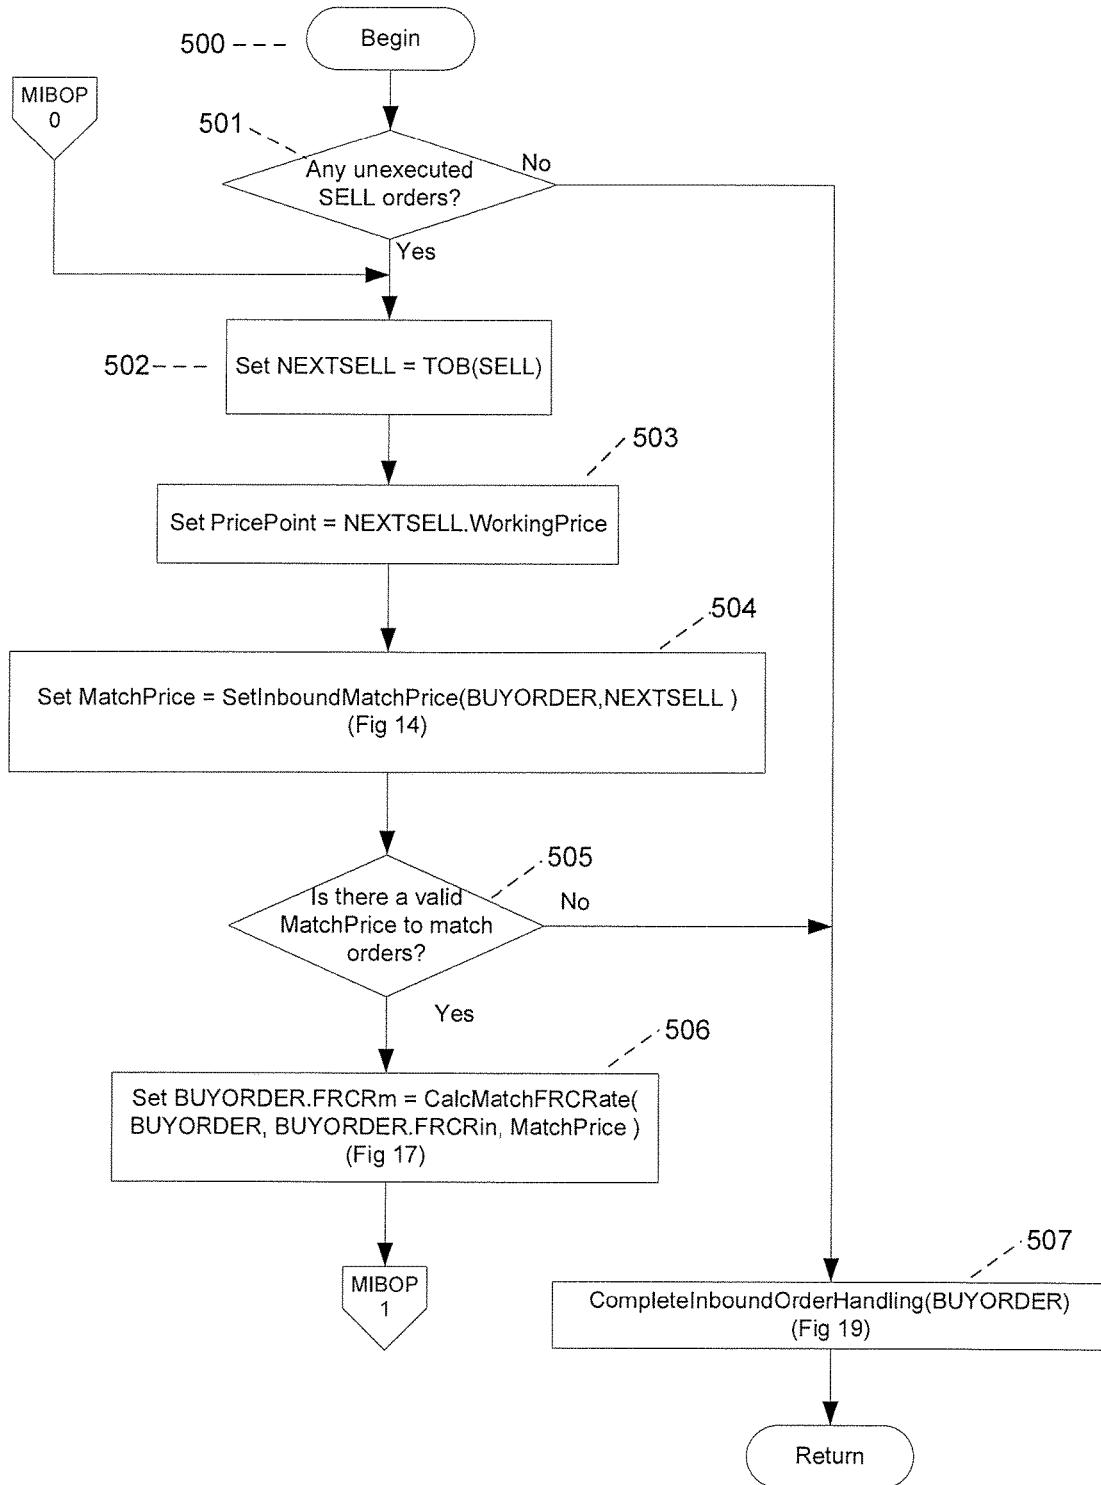 500
Begin
MIBOP
0
501
Any unexecuted
SELL orders?
No
Yes
502
Set NEXTSELL = TOB(SELL)
503
Set PricePoint = NEXTSELL.WorkingPrice
504
Set MatchPrice = SetInboundMatchPrice(BUYORDER,NEXTSELL )
(Fig 14)
505
Is there a valid
MatchPrice to match
orders?
No
Yes
506
Set BUYORDER.FRCRm = CalcMatchFRCRate(
BUYORDER, BUYORDER.FRCRin, MatchPrice )
(Fig 17)
MIBOP
1
507
CompleteInboundOrderHandling(BUYORDER)
(Fig 19)
Return